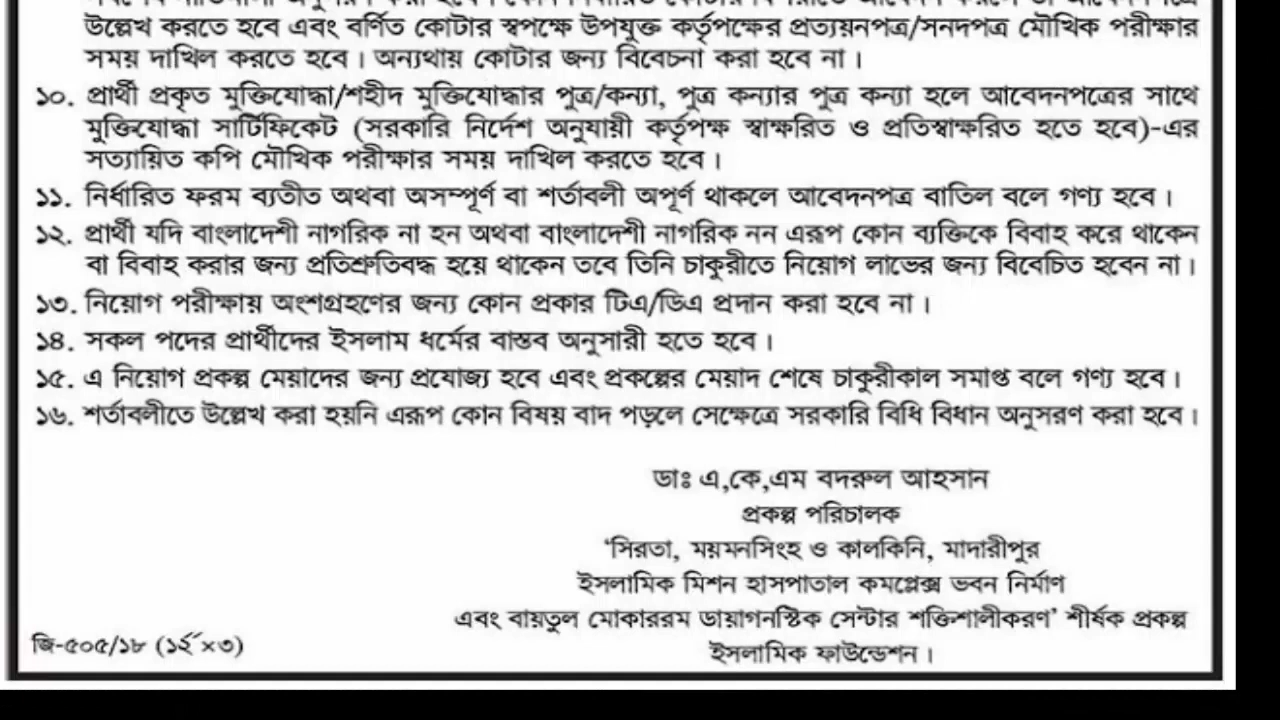 উল্লেখ করতে হবে এবং বর্ণিত কোটার স্বপক্ষে উপযুক্ত কর্তৃপক্ষের প্রত্যয়নপত্র/সনদপত্র মৌখিক পরীক্ষার
সময় দাখিল করতে হবে। অন্যথায় কোটার জন্য বিবেচনা করা হবে না।
১০. প্রার্থী প্রকৃত মুক্তিযোদ্ধা/শহীদ মুক্তিযোদ্ধার পুত্র/কন্যা, পুত্র কন্যার পুত্র কন্যা হলে আবেদনপত্রের সাথে
মুক্তিযোদ্ধা সার্টিফিকেট (সরকারি নির্দেশ অনুযায়ী কর্তৃপক্ষ স্বাক্ষরিত ও প্রতিস্বাক্ষরিত হতে হবে)-এর
সত্যায়িত কপি মৌখিক পরীক্ষার সময় দাখিল করতে হবে।
১১. নির্ধারিত ফরম ব্যতীত অথবা অসম্পূর্ণ বা শর্তাবলী অপূর্ণ থাকলে আবেদনপত্র বাতিল বলে গণ্য হবে।
১২. প্রার্থী যদি বাংলাদেশী নাগরিক না হন অথবা বাংলাদেশী নাগরিক নন এরূপ কোন ব্যক্তিকে বিবাহ করে থাকেন
বা বিবাহ করার জন্য প্রতিশ্রুতিবদ্ধ হয়ে থাকেন তবে তিনি চাকুরীতে নিয়োগ লাভের জন্য বিবেচিত হবেন না।
১৩. নিয়োগ পরীক্ষায় অংশগ্রহণের জন্য কোন প্রকার টিএ/ডিএ প্রদান করা হবে না।
১৪. সকল পদের প্রার্থীদের ইসলাম ধর্মের বাস্তব অনুসারী হতে হবে।
১৫. এ নিয়োগ প্রকল্প মেয়াদের জন্য প্রযোজ্য হবে এবং প্রকল্পের মেয়াদ শেষে চাকুরীকাল সমাপ্ত বলে গণ্য হবে।
১৬. শর্তাবলীতে উল্লেখ করা হয়নি এরূপ কোন বিষয় বাদ পড়লে সেক্ষেত্রে সরকারি বিধি বিধান অনুসরণ করা হবে।
ডাঃ এ,কে,এম বদরুল আহসান
প্রকল্প পরিচালক
'সিরতা, ময়মনসিংহ ও কালকিনি, মাদারীপুর
ইসলামিক মিশন হাসপাতাল কমপ্লেক্স ভবন নির্মাণ
এবং বায়তুল মোকাররম ডায়াগনস্টিক সেন্টার শক্তিশালীকরণ' শীর্ষক প্রকল্প
ইসলামিক ফাউন্ডেশন।
জি-৫০৫/১৮ (১২˝×৩)